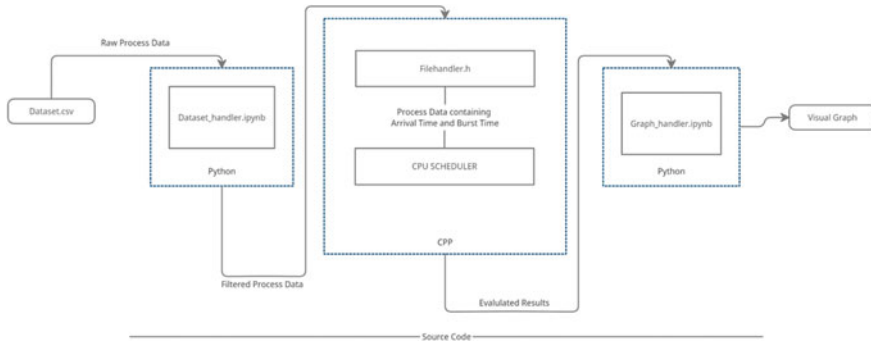 Raw Process Data
Dataset.csv
Dataset_handler.ipynb
Python
Filtered Process Data
Filehandler.h
Process Data containing
Arrival Time and Burst Time
CPU SCHEDULER
CPP
Evalulated Results
Graph_handler.ipynb
Python
Visual Graph
Source Code